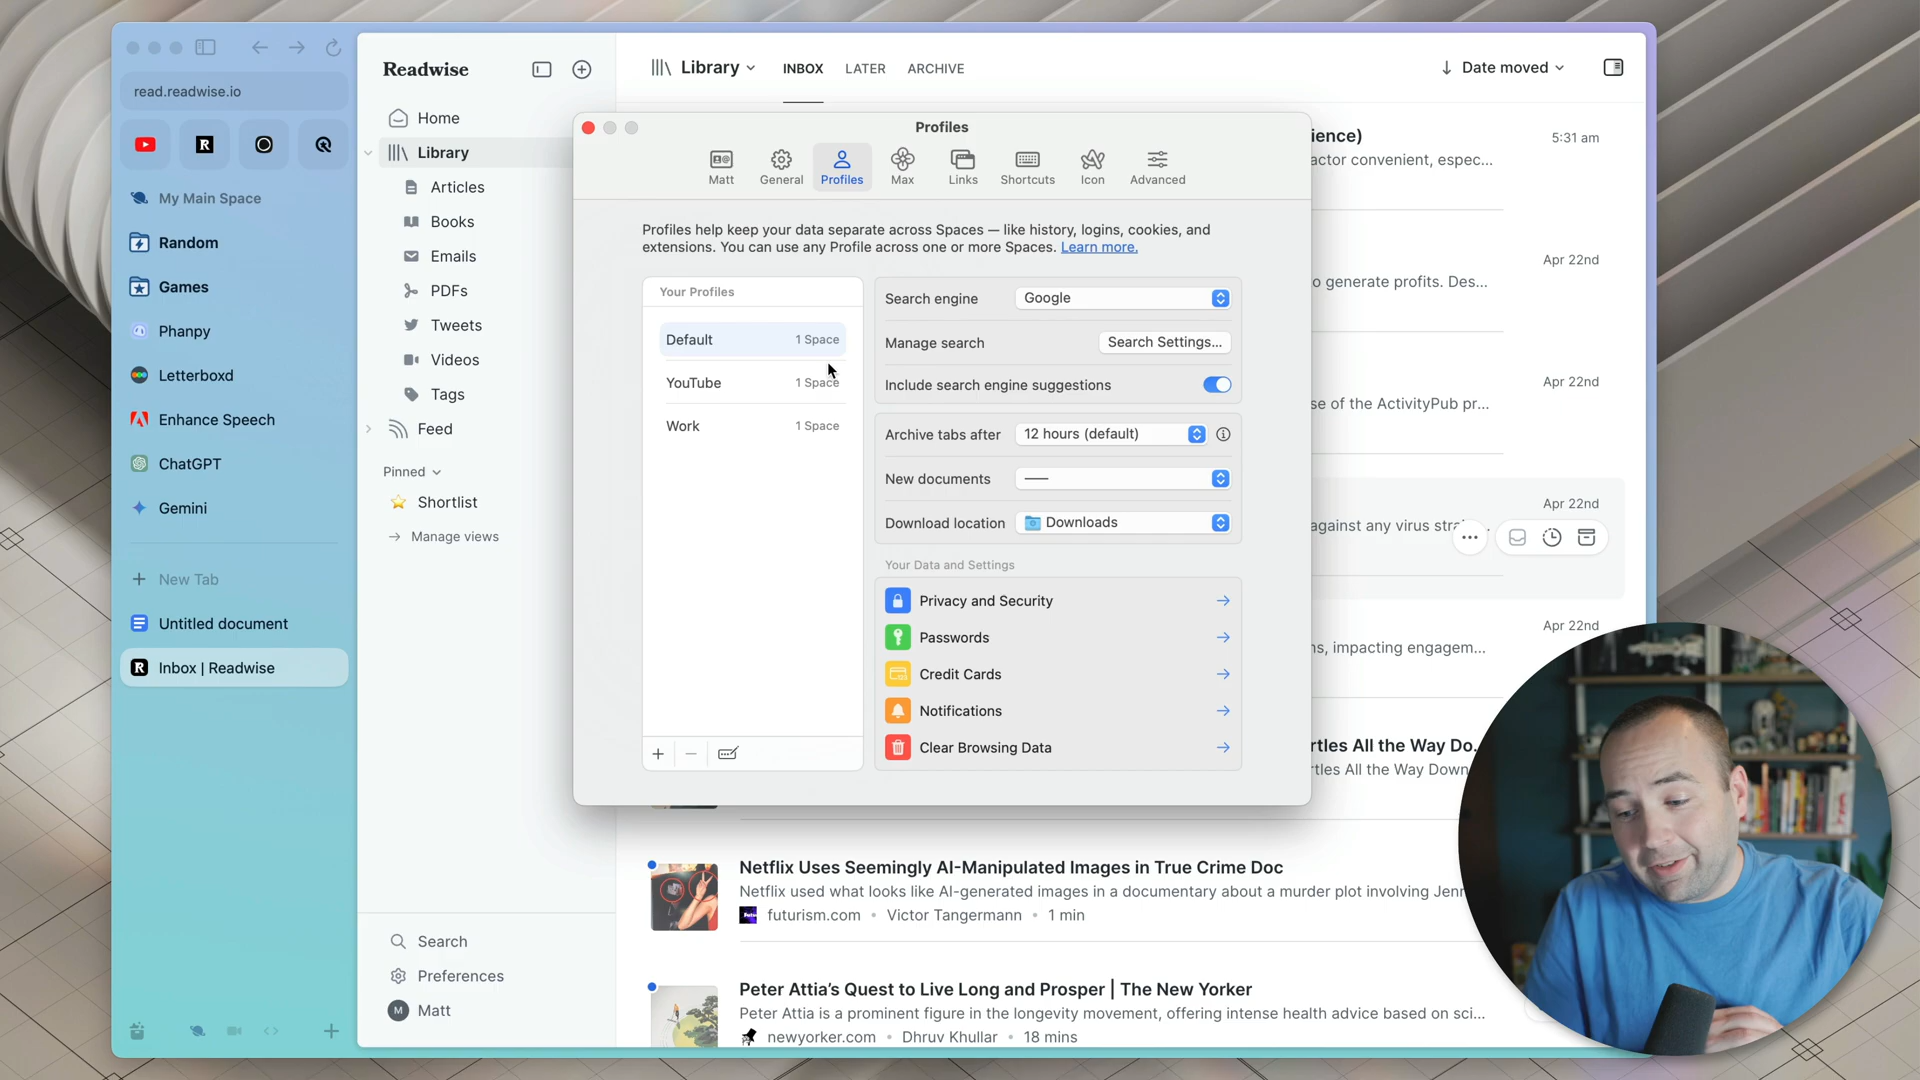 read.readwise.io
My Main Space
Random
Games
Phanpy
Letterboxd
Enhance Speech
ChatGPT
Gemini
New Tab
Untitled document
Inbox | Readwise
Readwise
Home
Library
Articles
Books
Emails
PDFs
Tweets
Videos
Tags
Feed
Pinned
Shortlist
Manage views
Search
Preferences
M Matt
Library INBOX LATER ARCHIVE
Date moved
Profiles
Matt General Profiles Max Links Shortcuts Icon Advanced
Profiles help keep your data separate across Spaces — like history, logins, cookies, and
extensions. You can use any Profile across one or more Spaces. Learn more.
Your Profiles
Default 1 Space
YouTube 1 Space
Work 1 Space
Search engine Google
Manage search Search Settings...
Include search engine suggestions
Archive tabs after 12 hours (default)
New documents
Download location Downloads
Your Data and Settings
Privacy and Security
Passwords
Credit Cards
Notifications
Clear Browsing Data
ience) 5:31 am
actor convenient, espec...
Apr 22nd
o generate profits. Des...
Apr 22nd
se of the ActivityPub pr...
Apr 22nd
against any virus stra
Apr 22nd
ns, impacting engagem...
rtles All the Way Do...
rtles All the Way Down
Netflix Uses Seemingly AI-Manipulated Images in True Crime Doc
Netflix used what looks like AI-generated images in a documentary about a murder plot involving Jenn
futurism.com • Victor Tangermann • 1 min
Peter Attia's Quest to Live Long and Prosper | The New Yorker
Peter Attia is a prominent figure in the longevity movement, offering intense health advice based on sci...
newyorker.com • Dhruv Khullar • 18 mins